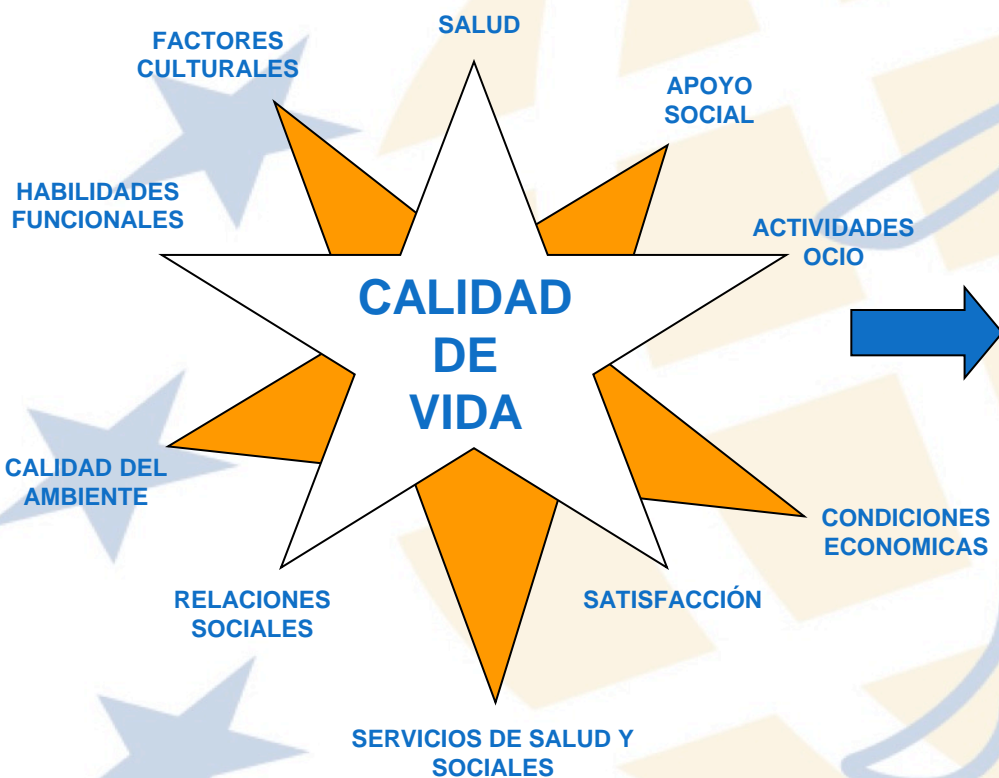 SALUD
FACTORES
CULTURALES
APOYO
SOCIAL
HABILIDADES
FUNCIONALES
ACTIVIDADES
OCIO
CALIDAD
DE
VIDA
CALIDAD DEL
AMBIENTE
CONDICIONES
ECONOMICAS
RELACIONES
SOCIALES
SATISFACCIÓN
SERVICIOS DE SALUD Y
SOCIALES